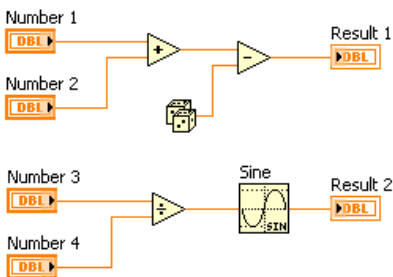 Number 1
DBL
Result 1
DBL
Number 2
DBL
+
-
Number 3
DBL
Sine
SIN
Result 2
DBL
÷
Number 4
DBL